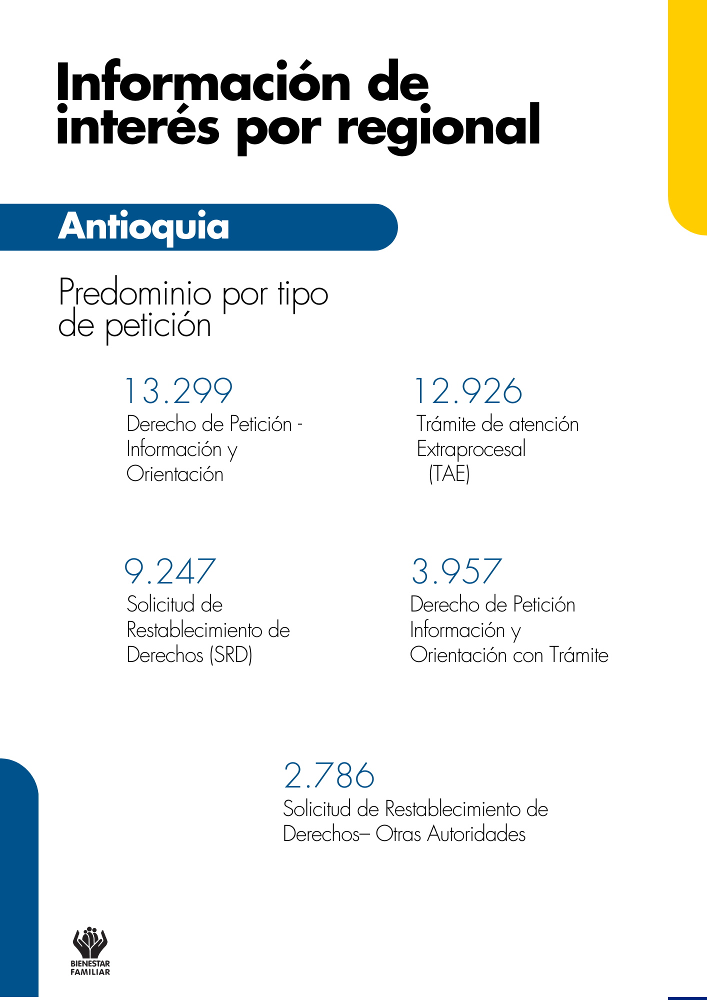 Información de
interés por regional
Antioquia
Predominio por tipo
de petición
13.299
Derecho de Petición -
Información y
Orientación
12.926
Trámite de atención
Extraprocesal
(TAE)
9.247
Solicitud de
Restablecimiento de
Derechos (SRD)
3.957
Derecho de Petición
Información y
Orientación con Trámite
2.786
Solicitud de Restablecimiento de
Derechos– Otras Autoridades
BIENESTAR
FAMILIAR